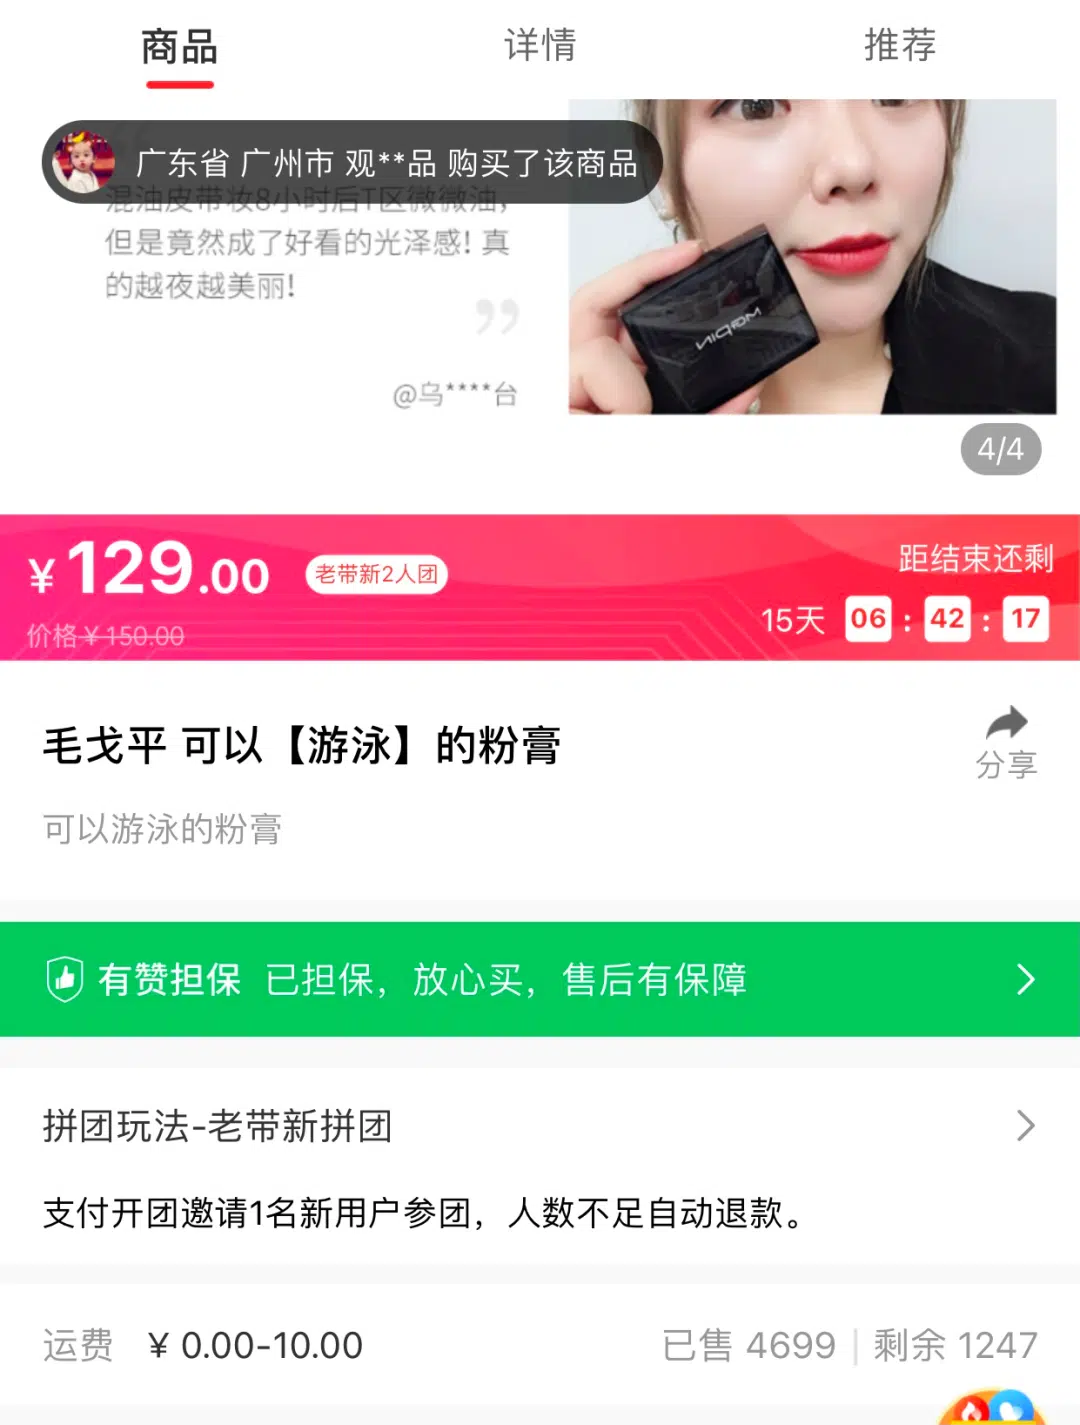 商品
详情
推荐
广东省 广州市 观**品 购买了该商品
混油皮带妆8小时后T区微微油，
但是竟然成了好看的光泽感！真
的越夜越美丽！
”
@乌****台
4/4
¥129.00
老带新2人团
距结束还剩
价格¥150.00
15天 06 : 42 : 17
毛戈平 可以【游泳】的粉膏
分享
可以游泳的粉膏
有赞担保 已担保，放心买，售后有保障
拼团玩法-老带新拼团
支付开团邀请1名新用户参团，人数不足自动退款。
运费 ¥ 0.00-10.00
已售 4699 | 剩余 1247